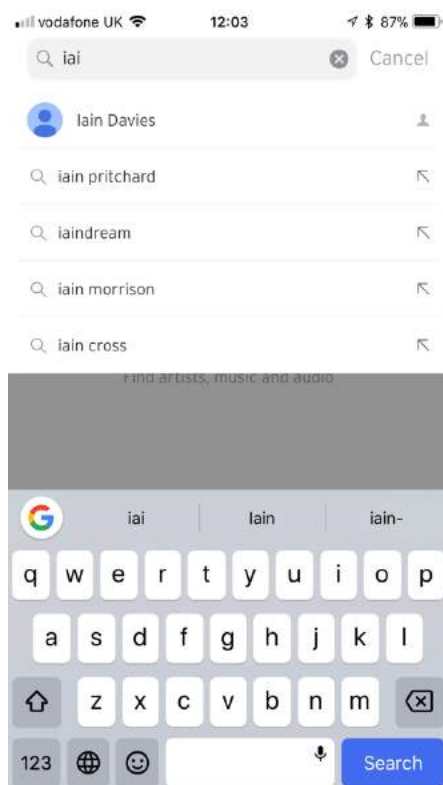 vodafone UK 12:03 87%
iai Cancel
Iain Davies
iain pritchard
iaindream
iain morrison
iain cross
Find artists, music and audio
G iai Iain iain-
q w e r t y u i o p
a s d f g h j k l
z x c v b n m
123 Search